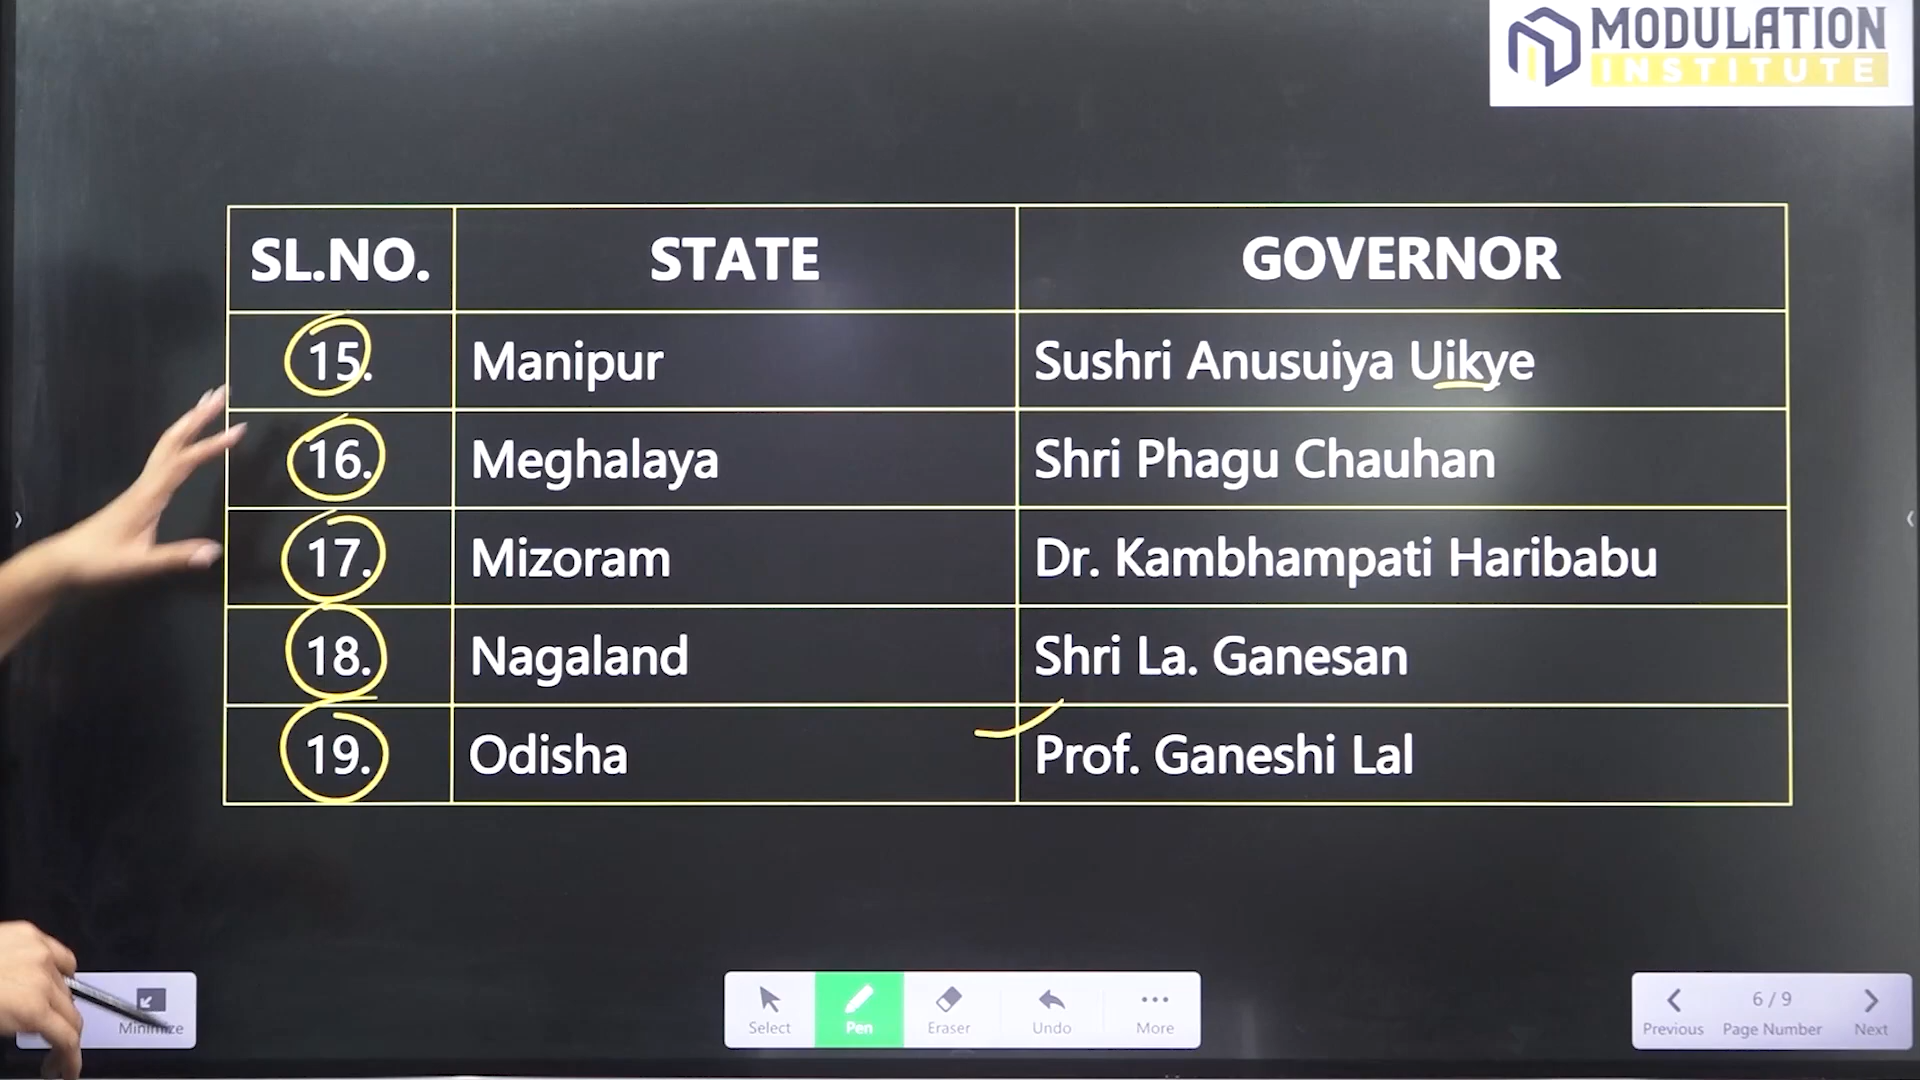 MODULATION
INSTITUTE
SL.NO. STATE GOVERNOR
15. Manipur Sushri Anusuiya Uikye
16. Meghalaya Shri Phagu Chauhan
17. Mizoram Dr. Kambhampati Haribabu
18. Nagaland Shri La. Ganesan
19. Odisha Prof. Ganeshi Lal
Minimize
Select Pen Eraser Undo More
6 / 9
Previous Page Number Next